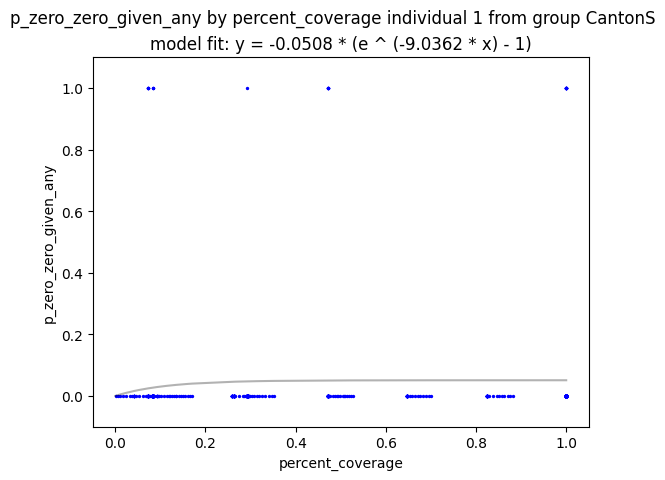 p_zero_zero_given_any by percent_coverage individual 1 from group CantonS
model fit: y = -0.0508 * (e ^ (-9.0362 * x) - 1)
1.0
0.8
0.6
0.4
0.2
0.0
p_zero_zero_given_any
0.0 0.2 0.4 0.6 0.8 1.0
percent_coverage